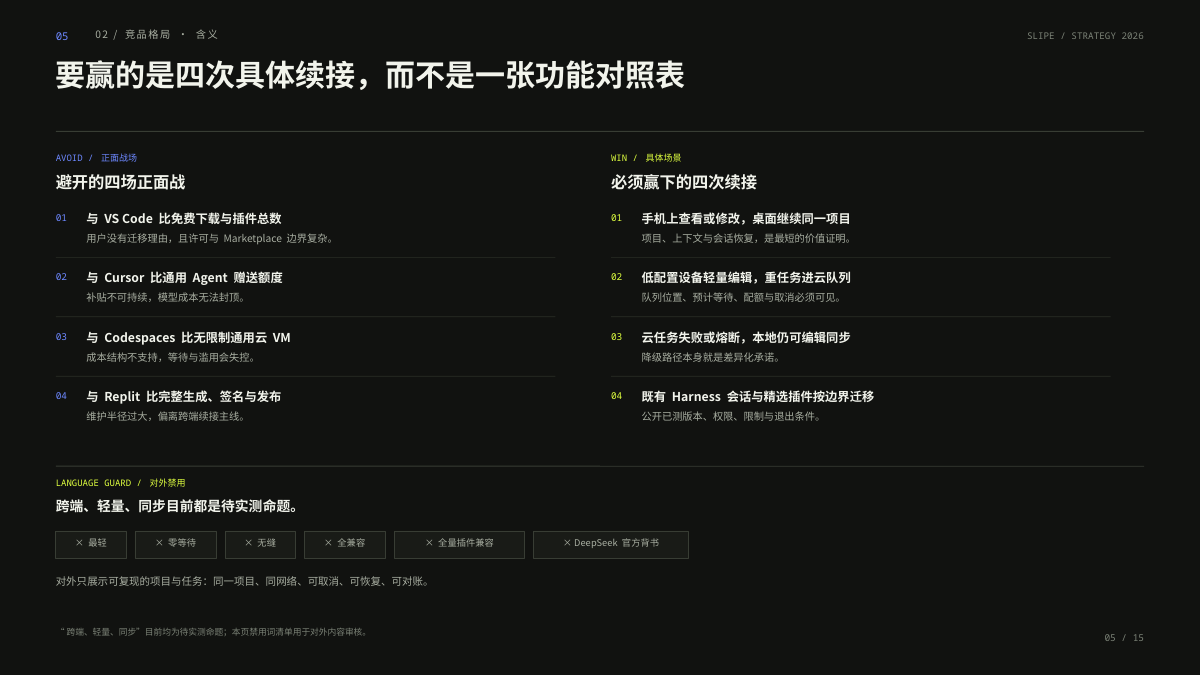 05
02 / 竞品格局 · 含义
SLIPE / STRATEGY 2026
要赢的是四次具体续接，而不是一张功能对照表
AVOID / 正面战场
避开的四场正面战
01 与 VS Code 比免费下载与插件总数
用户没有迁移理由，且许可与 Marketplace 边界复杂。
02 与 Cursor 比通用 Agent 赠送额度
补贴不可持续，模型成本无法封顶。
03 与 Codespaces 比无限制通用云 VM
成本结构不支持，等待与滥用会失控。
04 与 Replit 比完整生成、签名与发布
维护半径过大，偏离跨端续接主线。
WIN / 具体场景
必须赢下的四次续接
01 手机上查看或修改，桌面继续同一项目
项目、上下文与会话恢复，是最短的价值证明。
02 低配置设备轻量编辑，重任务进云队列
队列位置、预计等待、配额与取消必须可见。
03 云任务失败或熔断，本地仍可编辑同步
降级路径本身就是差异化承诺。
04 既有 Harness 会话与精选插件按边界迁移
公开已测版本、权限、限制与退出条件。
LANGUAGE GUARD / 对外禁用
跨端、轻量、同步目前都是待实测命题。
× 最轻
× 零等待
× 无缝
× 全兼容
× 全量插件兼容
× DeepSeek 官方背书
对外只展示可复现的项目与任务：同一项目、同网络、可取消、可恢复、可对账。
“跨端、轻量、同步”目前均为待实测命题；本页禁用词清单用于对外内容审核。
05 / 15